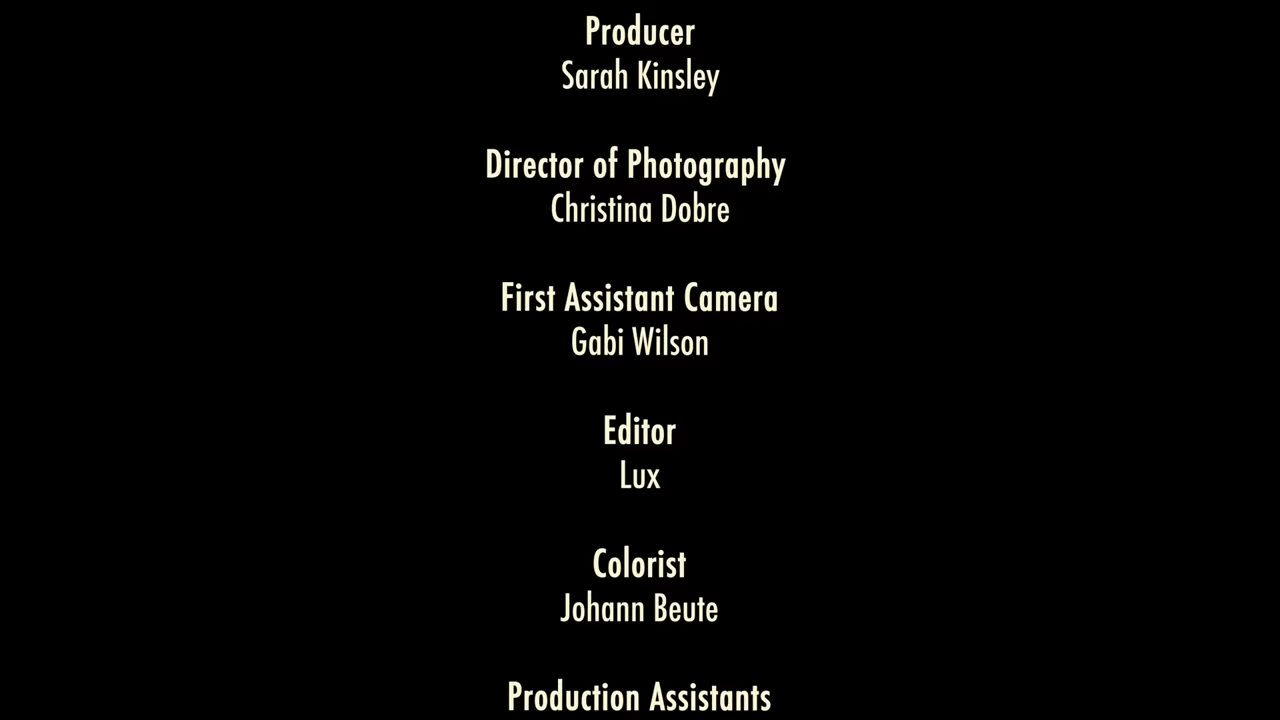 Producer
Sarah Kinsley
Director of Photography
Christina Dobre
First Assistant Camera
Gabi Wilson
Editor
Lux
Colorist
Johann Beute
Production Assistants